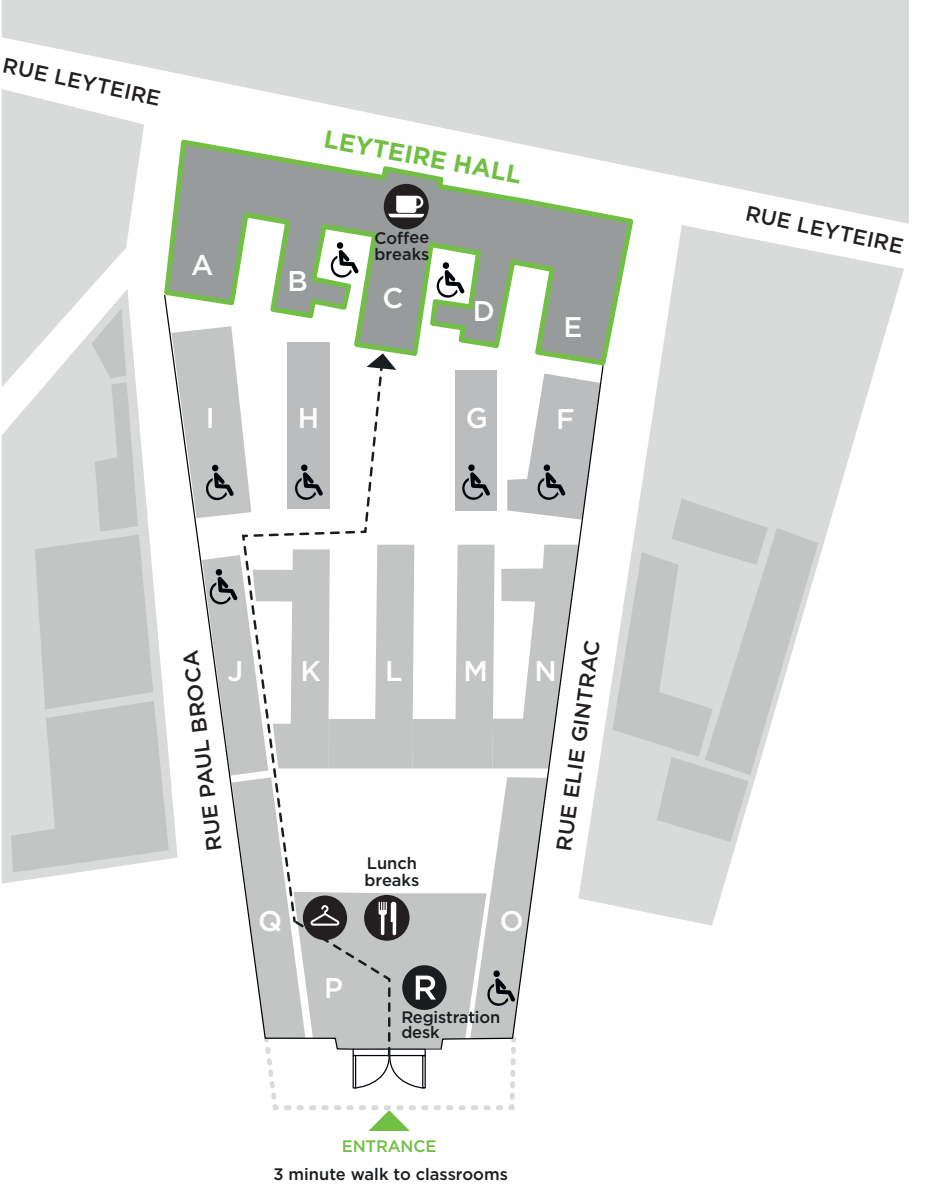 RUE LEYTEIRE
LEYTEIRE HALL
RUE LEYTEIRE
Coffee
breaks
A
B
C
D
E
I
H
G
F
J
K
L
M
N
RUE PAUL BROCA
RUE ELIE GINTRAC
Lunch
breaks
Q
O
P
R
Registration
desk
ENTRANCE
3 minute walk to classrooms